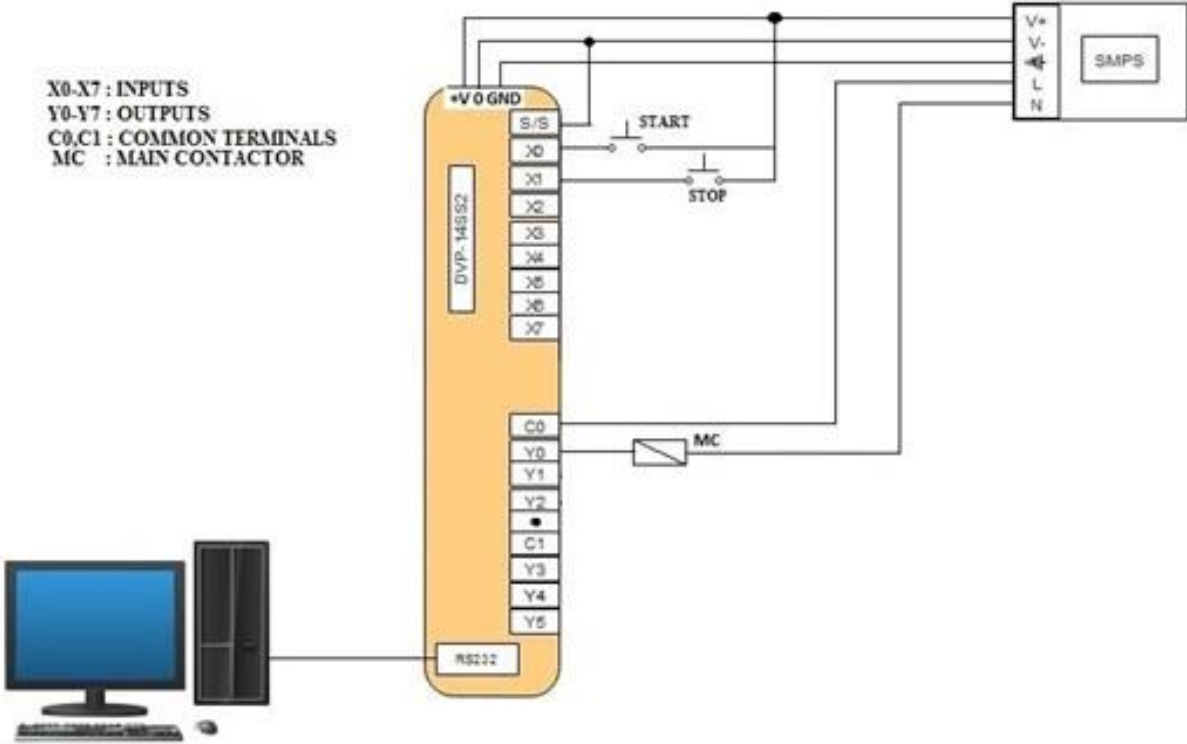 X0-X7 : INPUTS
Y0-Y7 : OUTPUTS
C0,C1 : COMMON TERMINALS
MC : MAIN CONTACTOR
+V 0 GND
S/S
X0
X1
X2
X3
X4
X5
X6
X7
DVP-14SS2
START
STOP
V+
V-
L
N
SMPS
C0
Y0
Y1
Y2
C1
Y3
Y4
Y5
MC
RS232